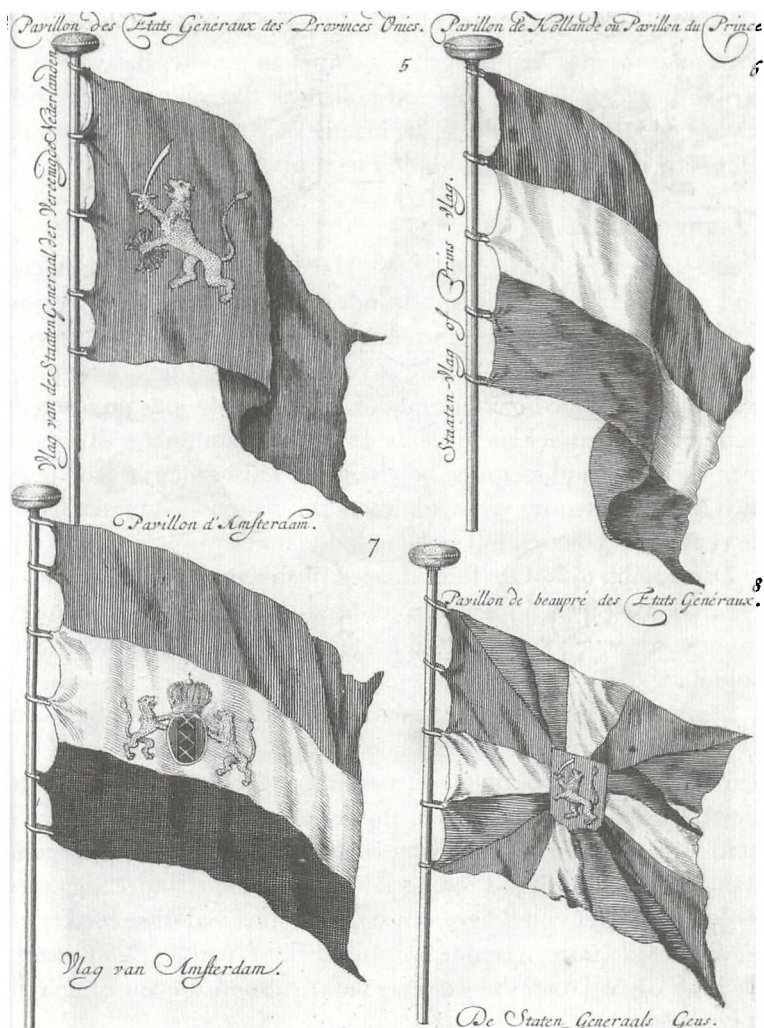 Pavillon des Etats Generaux des Provinces Unies.
Pavillon de Hollande ou Pavillon du Prince
5
6
Vlag van de Staaten Generaal der Vereenigde Nederlanden
Staaten-vlag of Prins-vlag.
Pavillon d'Amsterdam.
7
8
Pavillon de beaupré des Etats Généraux.
Vlag van Amsterdam.
De Staten Generaals Geus.